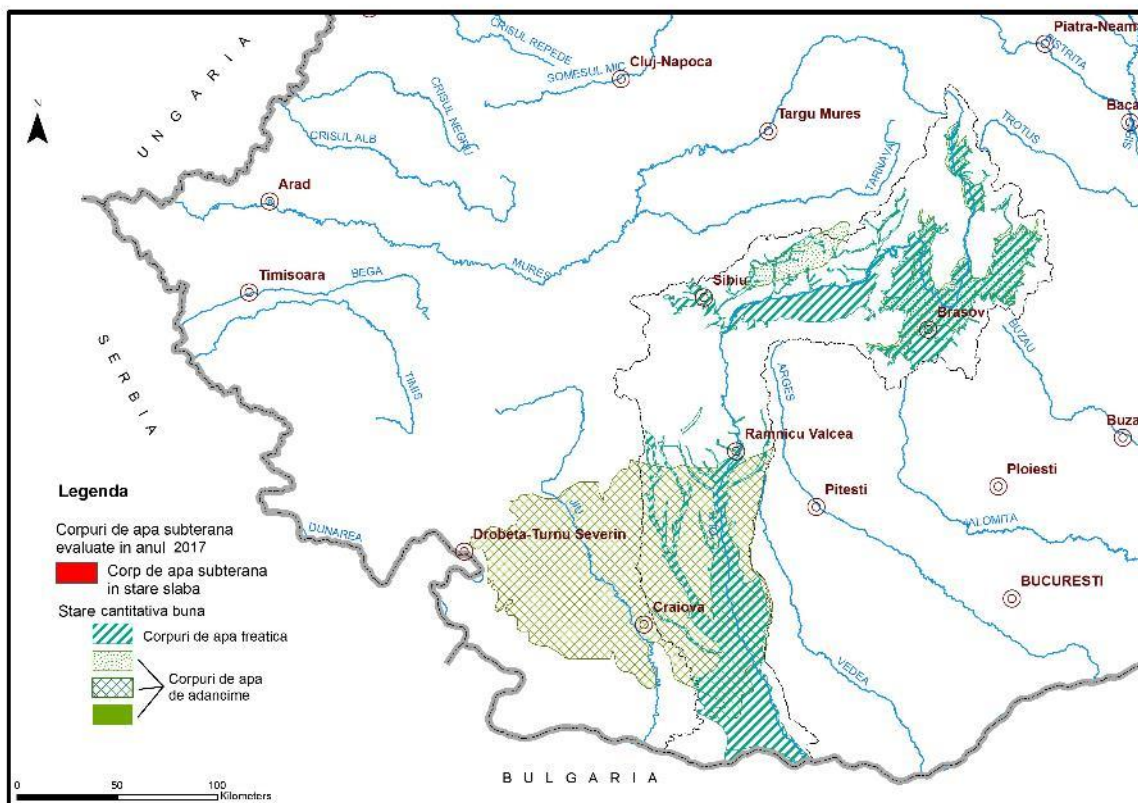 Piatra-Neam
CRISUL REPEDE
BISTRITA
Cluj-Napoca
SOMESUL MIC
UNGARIA
CRISUL NEGRU
Baca
Targu Mures
TROTUS
CRISUL ALB
TARNAVA
Arad
MURES
Timisoara
BEGA
Sibiu
Brasov
BUZAU
SERBIA
TIMIS
ARGES
Ramnicu Valcea
Buza
Ploiesti
Pitesti
JIU
IALOMITA
DUNAREA
Drobeta-Turnu Severin
BUCURESTI
Craiova
VEDEA
Legenda
Corpuri de apa subterana
evaluate in anul 2017
Corp de apa subterana
in stare slaba
Stare cantitativa buna
Corpuri de apa freatica
Corpuri de apa
de adancime
BULGARIA
0 50 100
Kilometers